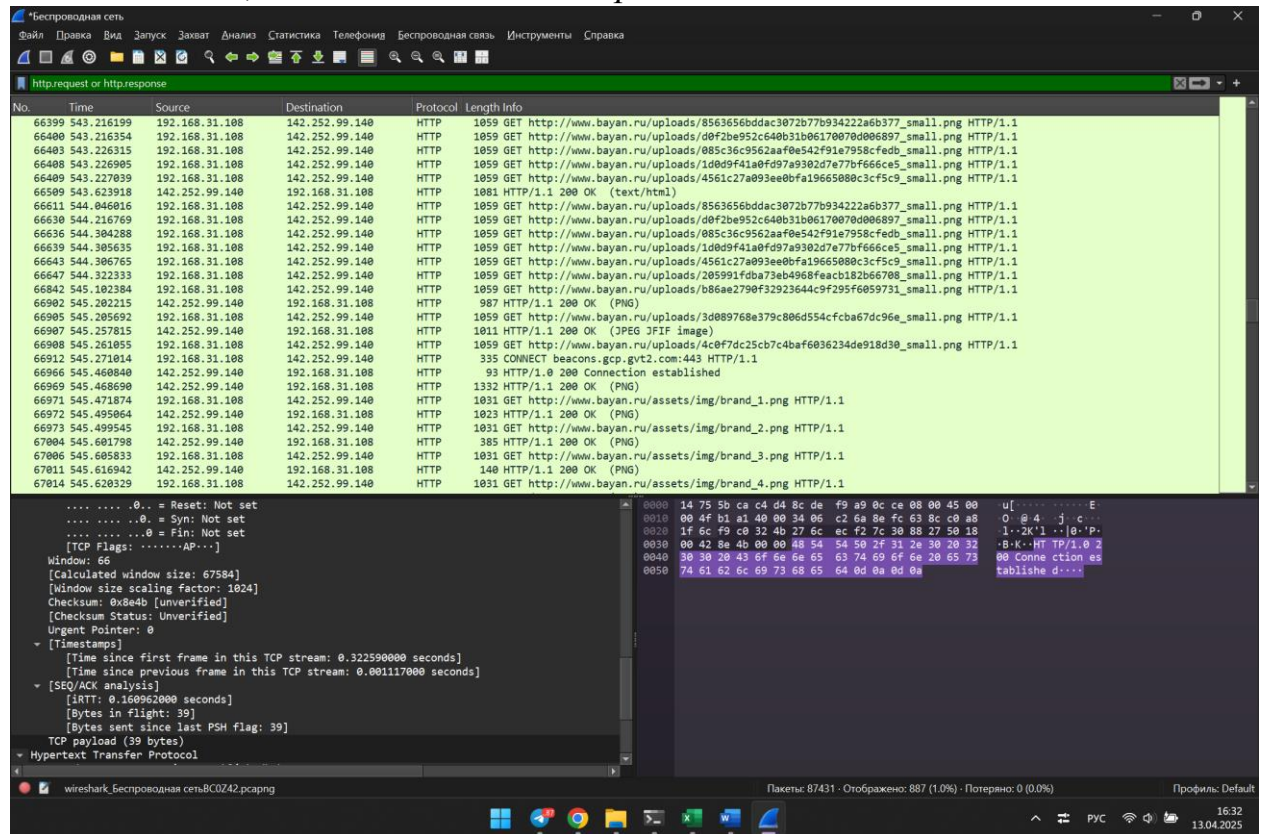 *Беспроводная сеть
Файл Правка Вид Запуск Захват Анализ Статистика Телефония Беспроводная связь Инструменты Справка
http.request or http.response
No. Time Source Destination Protocol Length Info
66399 543.216199 192.168.31.108 142.252.99.140 HTTP 1059 GET http://www.bayan.ru/uploads/8563656bddac3072b77b934222a6b377_small.png HTTP/1.1
66400 543.216354 192.168.31.108 142.252.99.140 HTTP 1059 GET http://www.bayan.ru/uploads/d0f2be952c640b31b06170070d006897_small.png HTTP/1.1
66403 543.226315 192.168.31.108 142.252.99.140 HTTP 1059 GET http://www.bayan.ru/uploads/085c36c9562aaf0e542f91e7958cfedb_small.png HTTP/1.1
66408 543.226905 192.168.31.108 142.252.99.140 HTTP 1059 GET http://www.bayan.ru/uploads/1d0d9f41a0fd97a9302d7e77bf666ce5_small.png HTTP/1.1
66409 543.227039 192.168.31.108 142.252.99.140 HTTP 1059 GET http://www.bayan.ru/uploads/4561c27a093ee0bfa19665080c3cf5c9_small.png HTTP/1.1
66509 543.623918 142.252.99.140 192.168.31.108 HTTP 1081 HTTP/1.1 200 OK (text/html)
66611 544.046016 192.168.31.108 142.252.99.140 HTTP 1059 GET http://www.bayan.ru/uploads/8563656bddac3072b77b934222a6b377_small.png HTTP/1.1
66630 544.216769 192.168.31.108 142.252.99.140 HTTP 1059 GET http://www.bayan.ru/uploads/d0f2be952c640b31b06170070d006897_small.png HTTP/1.1
66636 544.304288 192.168.31.108 142.252.99.140 HTTP 1059 GET http://www.bayan.ru/uploads/085c36c9562aaf0e542f91e7958cfedb_small.png HTTP/1.1
66639 544.305635 192.168.31.108 142.252.99.140 HTTP 1059 GET http://www.bayan.ru/uploads/1d0d9f41a0fd97a9302d7e77bf666ce5_small.png HTTP/1.1
66643 544.306765 192.168.31.108 142.252.99.140 HTTP 1059 GET http://www.bayan.ru/uploads/4561c27a093ee0bfa19665080c3cf5c9_small.png HTTP/1.1
66647 544.322333 192.168.31.108 142.252.99.140 HTTP 1059 GET http://www.bayan.ru/uploads/205991fdba73eb4968feacb182b66708_small.png HTTP/1.1
66842 545.102384 192.168.31.108 142.252.99.140 HTTP 1059 GET http://www.bayan.ru/uploads/b86ae2790f32923644c9f295f6059731_small.png HTTP/1.1
66902 545.202215 142.252.99.140 192.168.31.108 HTTP 987 HTTP/1.1 200 OK (PNG)
66905 545.205692 192.168.31.108 142.252.99.140 HTTP 1059 GET http://www.bayan.ru/uploads/3d089768e379c806d554cfcba67dc96e_small.png HTTP/1.1
66907 545.257815 142.252.99.140 192.168.31.108 HTTP 1011 HTTP/1.1 200 OK (JPEG JFIF image)
66908 545.261055 192.168.31.108 142.252.99.140 HTTP 1059 GET http://www.bayan.ru/uploads/4c0f7dc25cb7c4baf6036234de918d30_small.png HTTP/1.1
66912 545.271014 192.168.31.108 142.252.99.140 HTTP 335 CONNECT beacons.gcp.gvt2.com:443 HTTP/1.1
66966 545.460840 142.252.99.140 192.168.31.108 HTTP 93 HTTP/1.0 200 Connection established
66969 545.468690 142.252.99.140 192.168.31.108 HTTP 1332 HTTP/1.1 200 OK (PNG)
66971 545.471874 192.168.31.108 142.252.99.140 HTTP 1031 GET http://www.bayan.ru/assets/img/brand_1.png HTTP/1.1
66972 545.495064 142.252.99.140 192.168.31.108 HTTP 1023 HTTP/1.1 200 OK (PNG)
66973 545.499545 192.168.31.108 142.252.99.140 HTTP 1031 GET http://www.bayan.ru/assets/img/brand_2.png HTTP/1.1
67004 545.601798 142.252.99.140 192.168.31.108 HTTP 385 HTTP/1.1 200 OK (PNG)
67006 545.605833 192.168.31.108 142.252.99.140 HTTP 1031 GET http://www.bayan.ru/assets/img/brand_3.png HTTP/1.1
67011 545.616942 142.252.99.140 192.168.31.108 HTTP 140 HTTP/1.1 200 OK (PNG)
67014 545.620329 192.168.31.108 142.252.99.140 HTTP 1031 GET http://www.bayan.ru/assets/img/brand_4.png HTTP/1.1
.... .... .0.. = Reset: Not set
.... .... ..0. = Syn: Not set
.... .... ...0 = Fin: Not set
[TCP Flags: ·······AP···]
Window: 66
[Calculated window size: 67584]
[Window size scaling factor: 1024]
Checksum: 0x8e4b [unverified]
[Checksum Status: Unverified]
Urgent Pointer: 0
[Timestamps]
[Time since first frame in this TCP stream: 0.322590000 seconds]
[Time since previous frame in this TCP stream: 0.001117000 seconds]
[SEQ/ACK analysis]
[iRTT: 0.160962000 seconds]
[Bytes in flight: 39]
[Bytes sent since last PSH flag: 39]
TCP payload (39 bytes)
Hypertext Transfer Protocol
0000 14 75 5b ca c4 d4 8c de f9 a9 0c ce 08 00 45 00 ·u[····· ······E·
0010 00 4f b1 a1 40 00 34 06 c2 6a 8e fc 63 8c c0 a8 ·O··@·4· ·j··c···
0020 1f 6c f9 c0 32 4b 27 6c ec f2 7c 30 88 27 50 18 ·l··2K'l ··|0·'P·
0030 00 42 8e 4b 00 00 48 54 54 50 2f 31 2e 30 20 32 ·B·K··HT TP/1.0 2
0040 30 30 20 43 6f 6e 6e 65 63 74 69 6f 6e 20 65 73 00 Conne ction es
0050 74 61 62 6c 69 73 68 65 64 0d 0a 0d 0a tablishe d····
wireshark_Беспроводная сетьBC0Z42.pcapng
Пакеты: 87431 · Отображено: 887 (1.0%) · Потеряно: 0 (0.0%)
Профиль: Default
РУС
16:32
13.04.2025